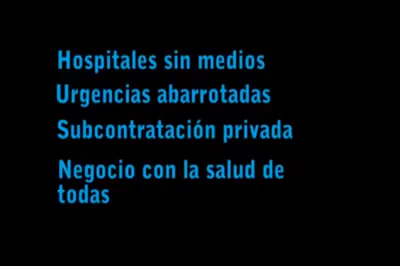 Hospitales sin medios
Urgencias abarrotadas
Subcontratación privada
Negocio con la salud de
todas